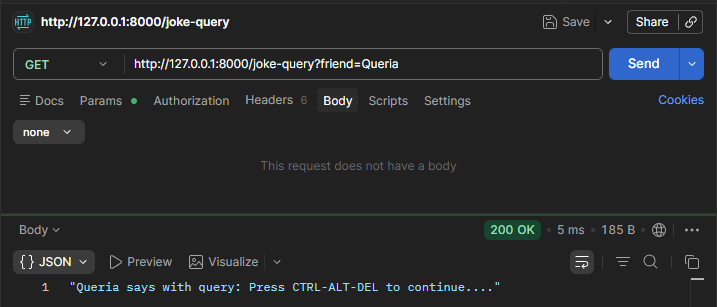 HTTP http://127.0.0.1:8000/joke-query Save Share
GET http://127.0.0.1:8000/joke-query?friend=Queria Send
Docs Params Authorization Headers 6 Body Scripts Settings Cookies
none
This request does not have a body
Body 200 OK 5 ms 185 B
{} JSON Preview Visualize
1 "Queria says with query: Press CTRL-ALT-DEL to continue...."